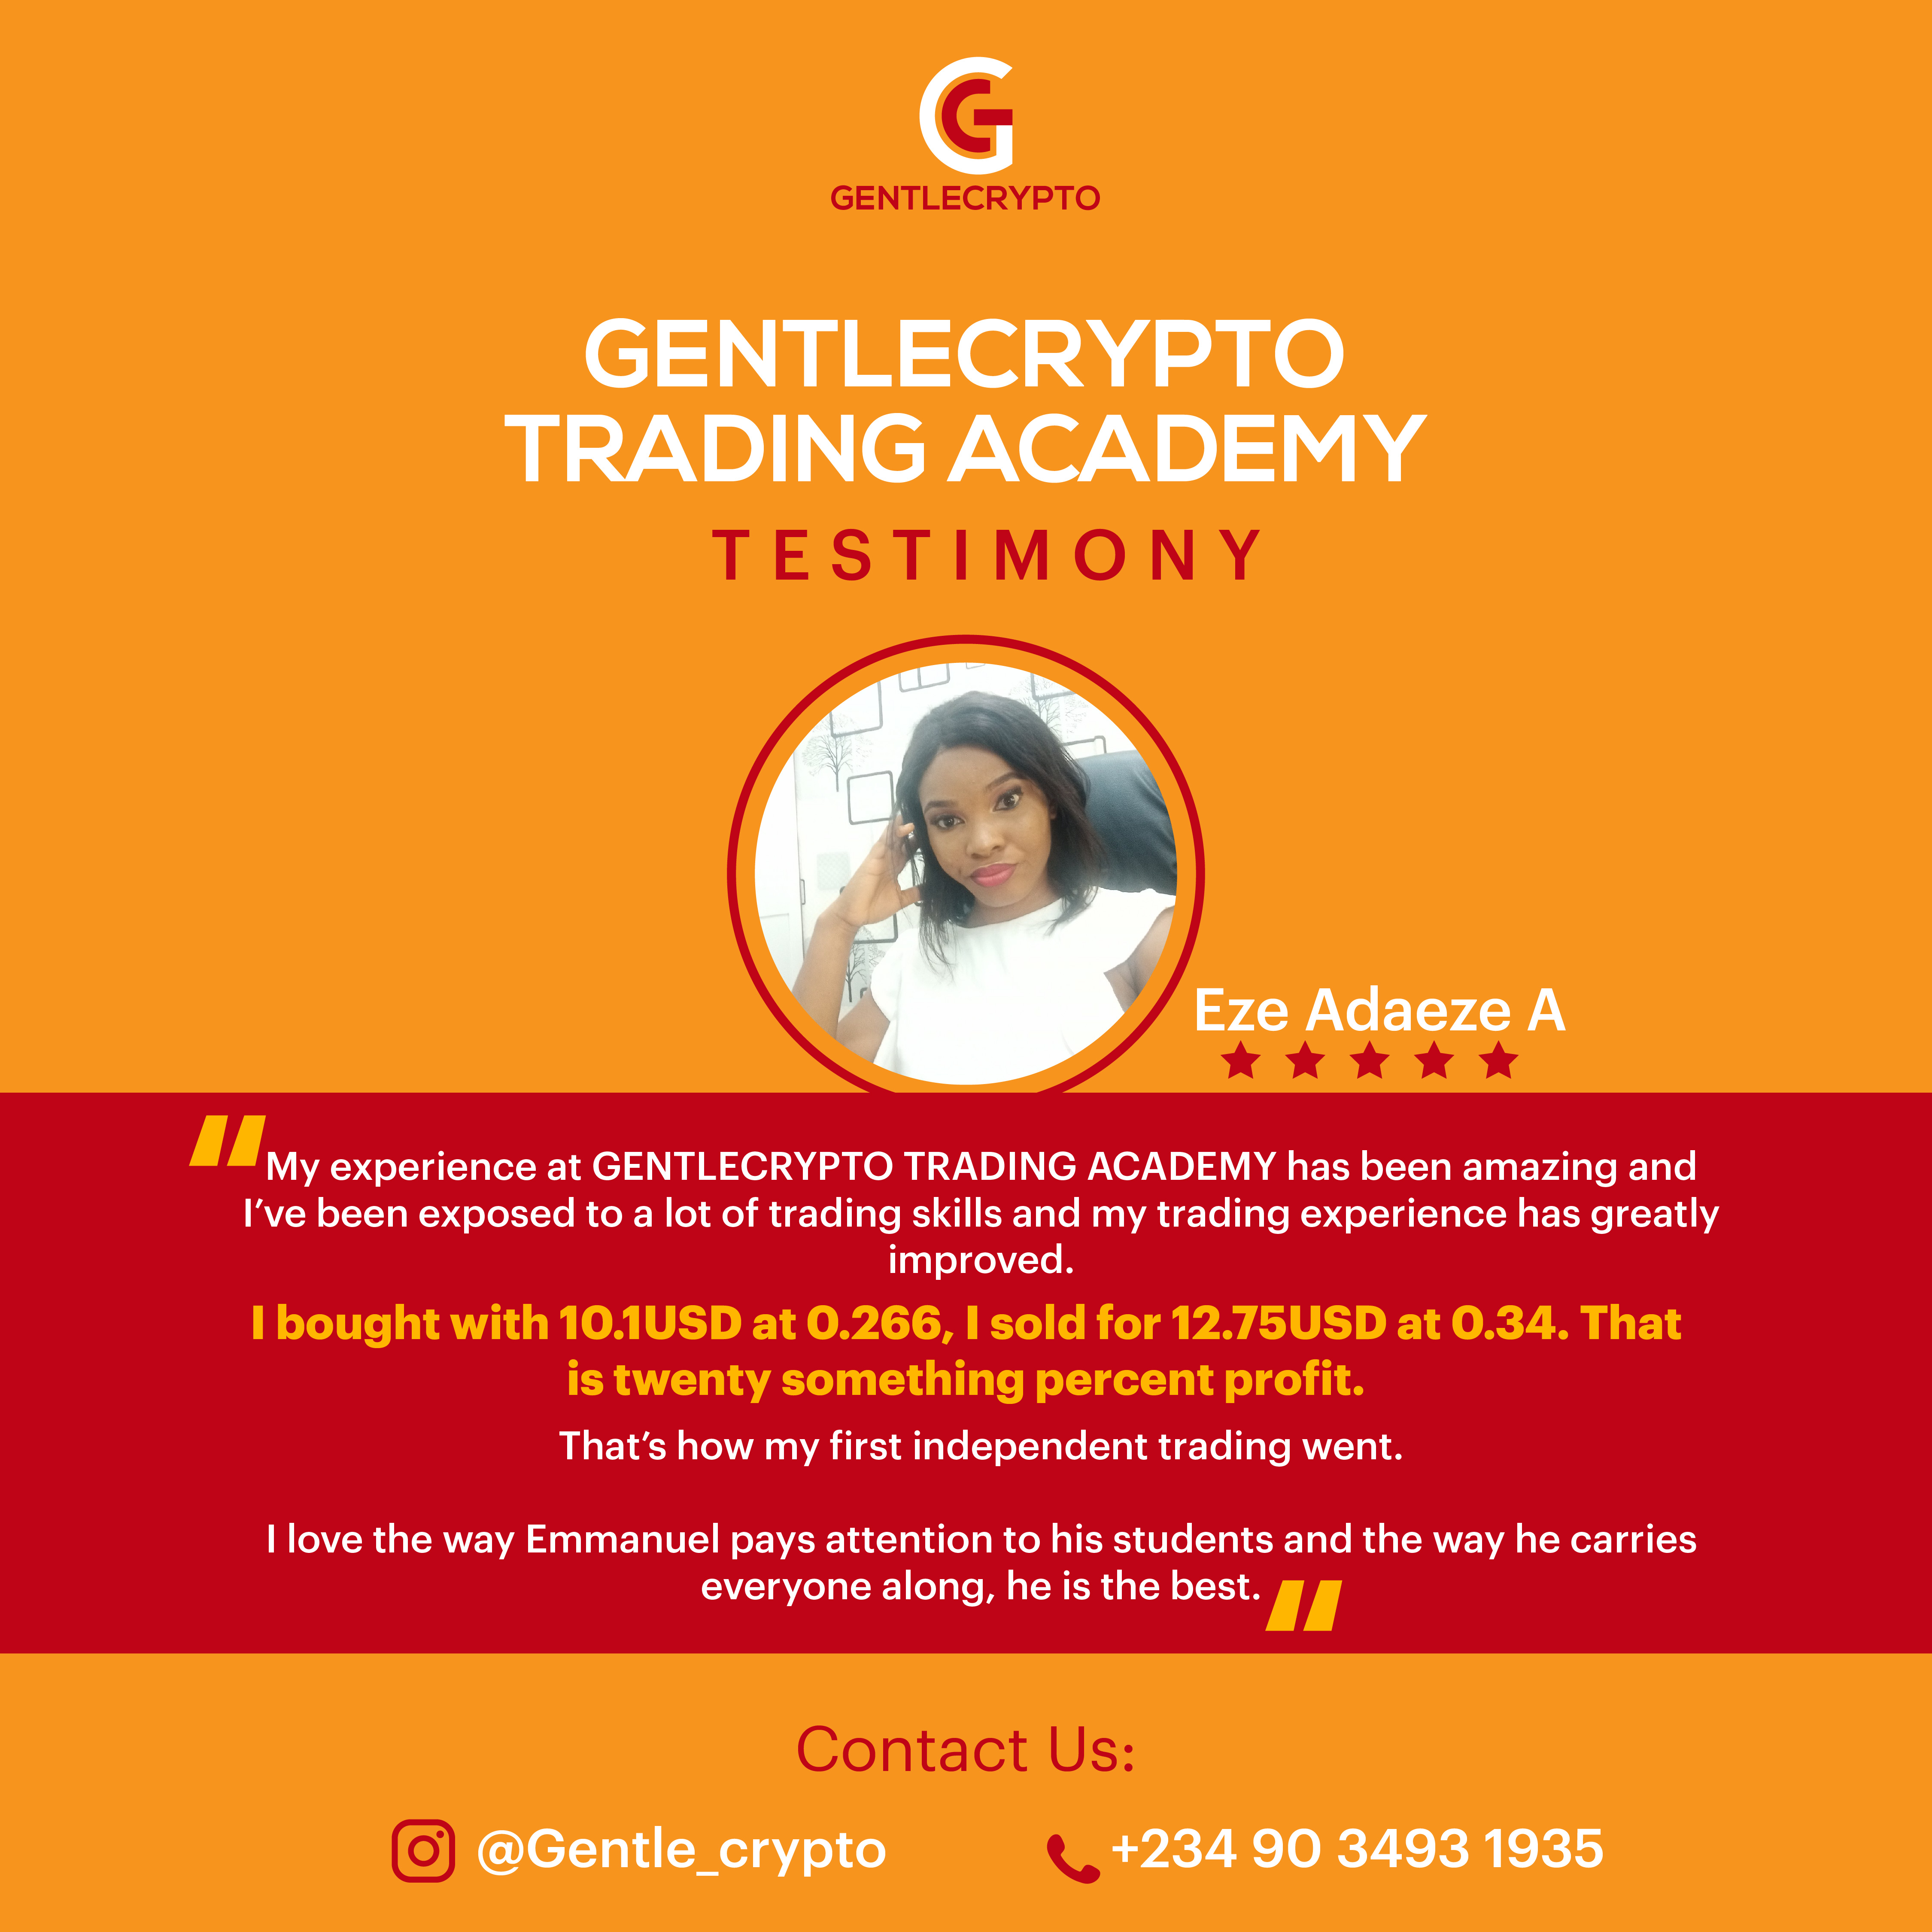 GENTLECRYPTO
GENTLECRYPTO
TRADING ACADEMY
TESTIMONY
Eze Adaeze A
"My experience at GENTLECRYPTO TRADING ACADEMY has been amazing and
I've been exposed to a lot of trading skills and my trading experience has greatly
improved.
I bought with 10.1USD at 0.266, I sold for 12.75USD at 0.34. That
is twenty something percent profit.
That's how my first independent trading went.
I love the way Emmanuel pays attention to his students and the way he carries
everyone along, he is the best."
Contact Us:
@Gentle_crypto
+234 90 3493 1935